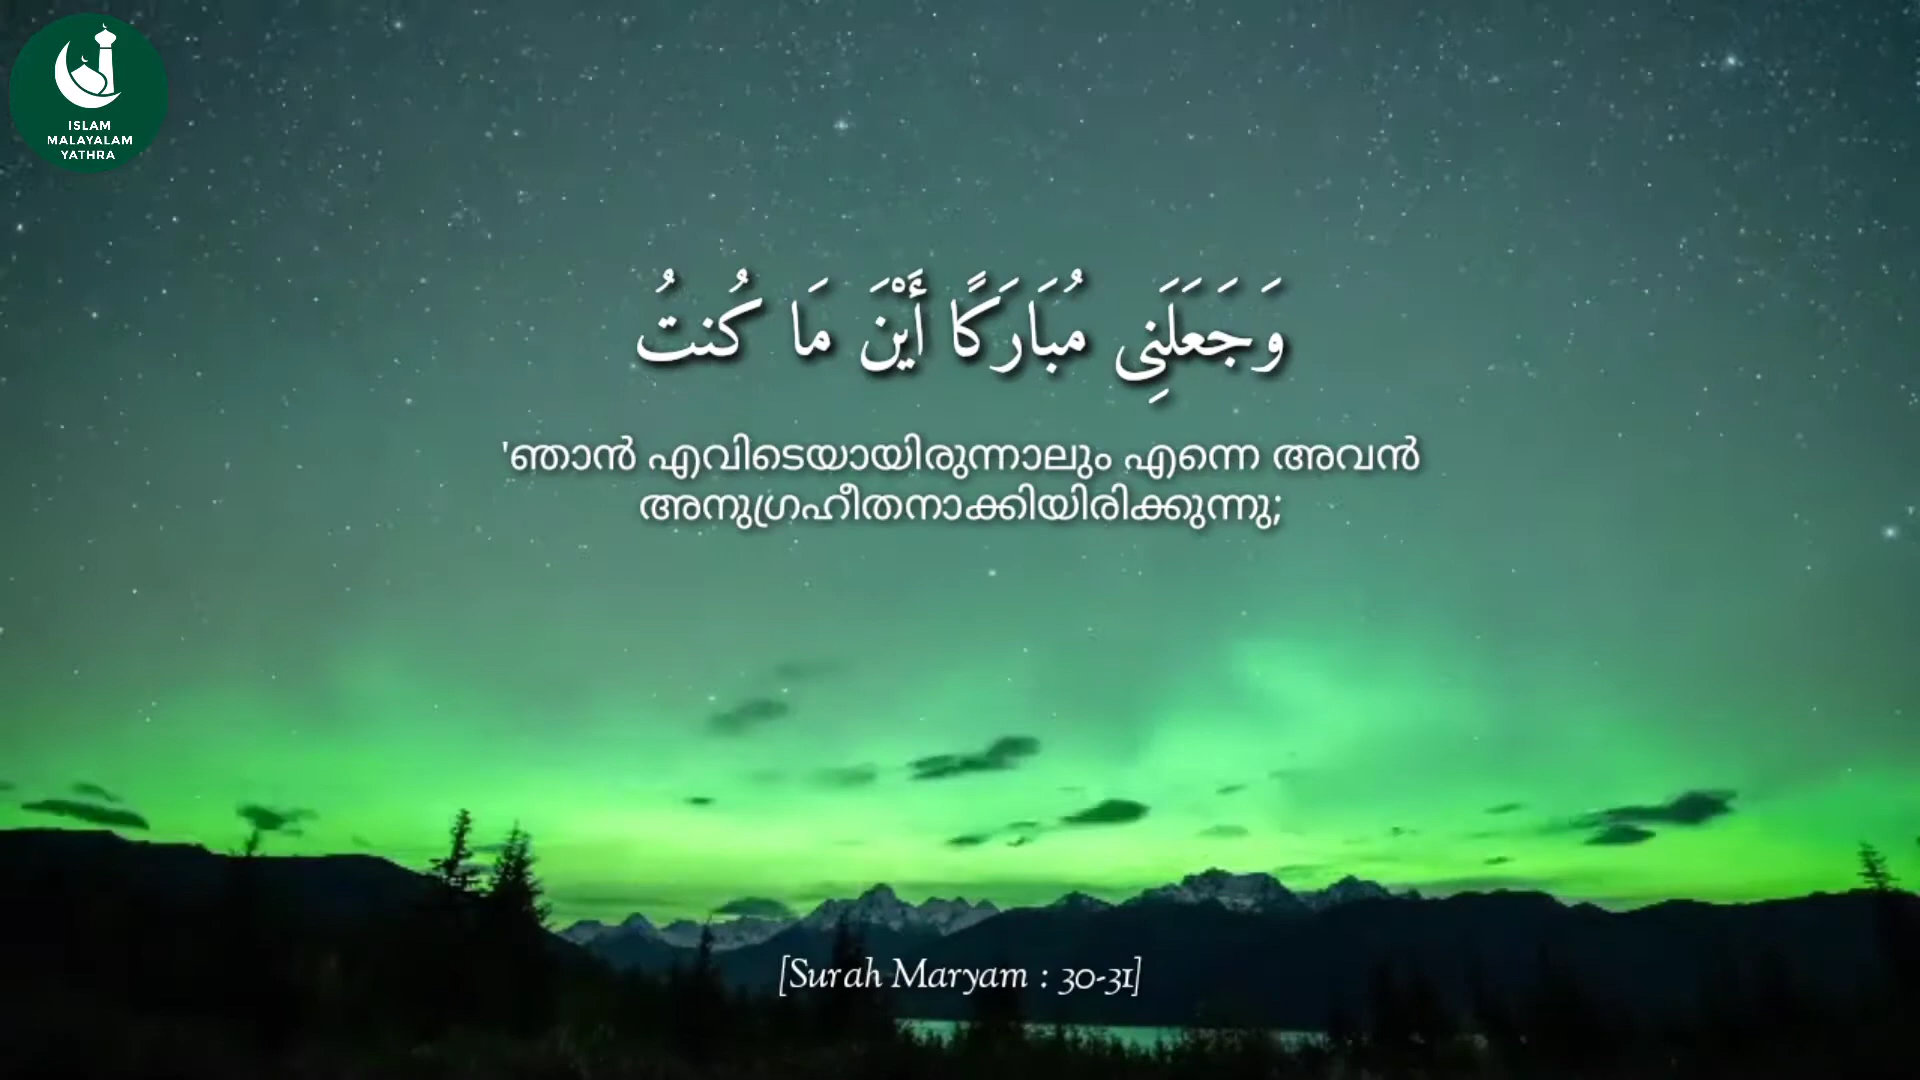 ISLAM
MALAYALAM
YATHRA
وَجَعَلَنِى مُبَارَكًا أَيْنَ مَا كُنتُ
'ഞാൻ എവിടെയായിരുന്നാലും എന്നെ അവൻ
അനുഗ്രഹീതനാക്കിയിരിക്കുന്നു;
[Surah Maryam : 30-31]